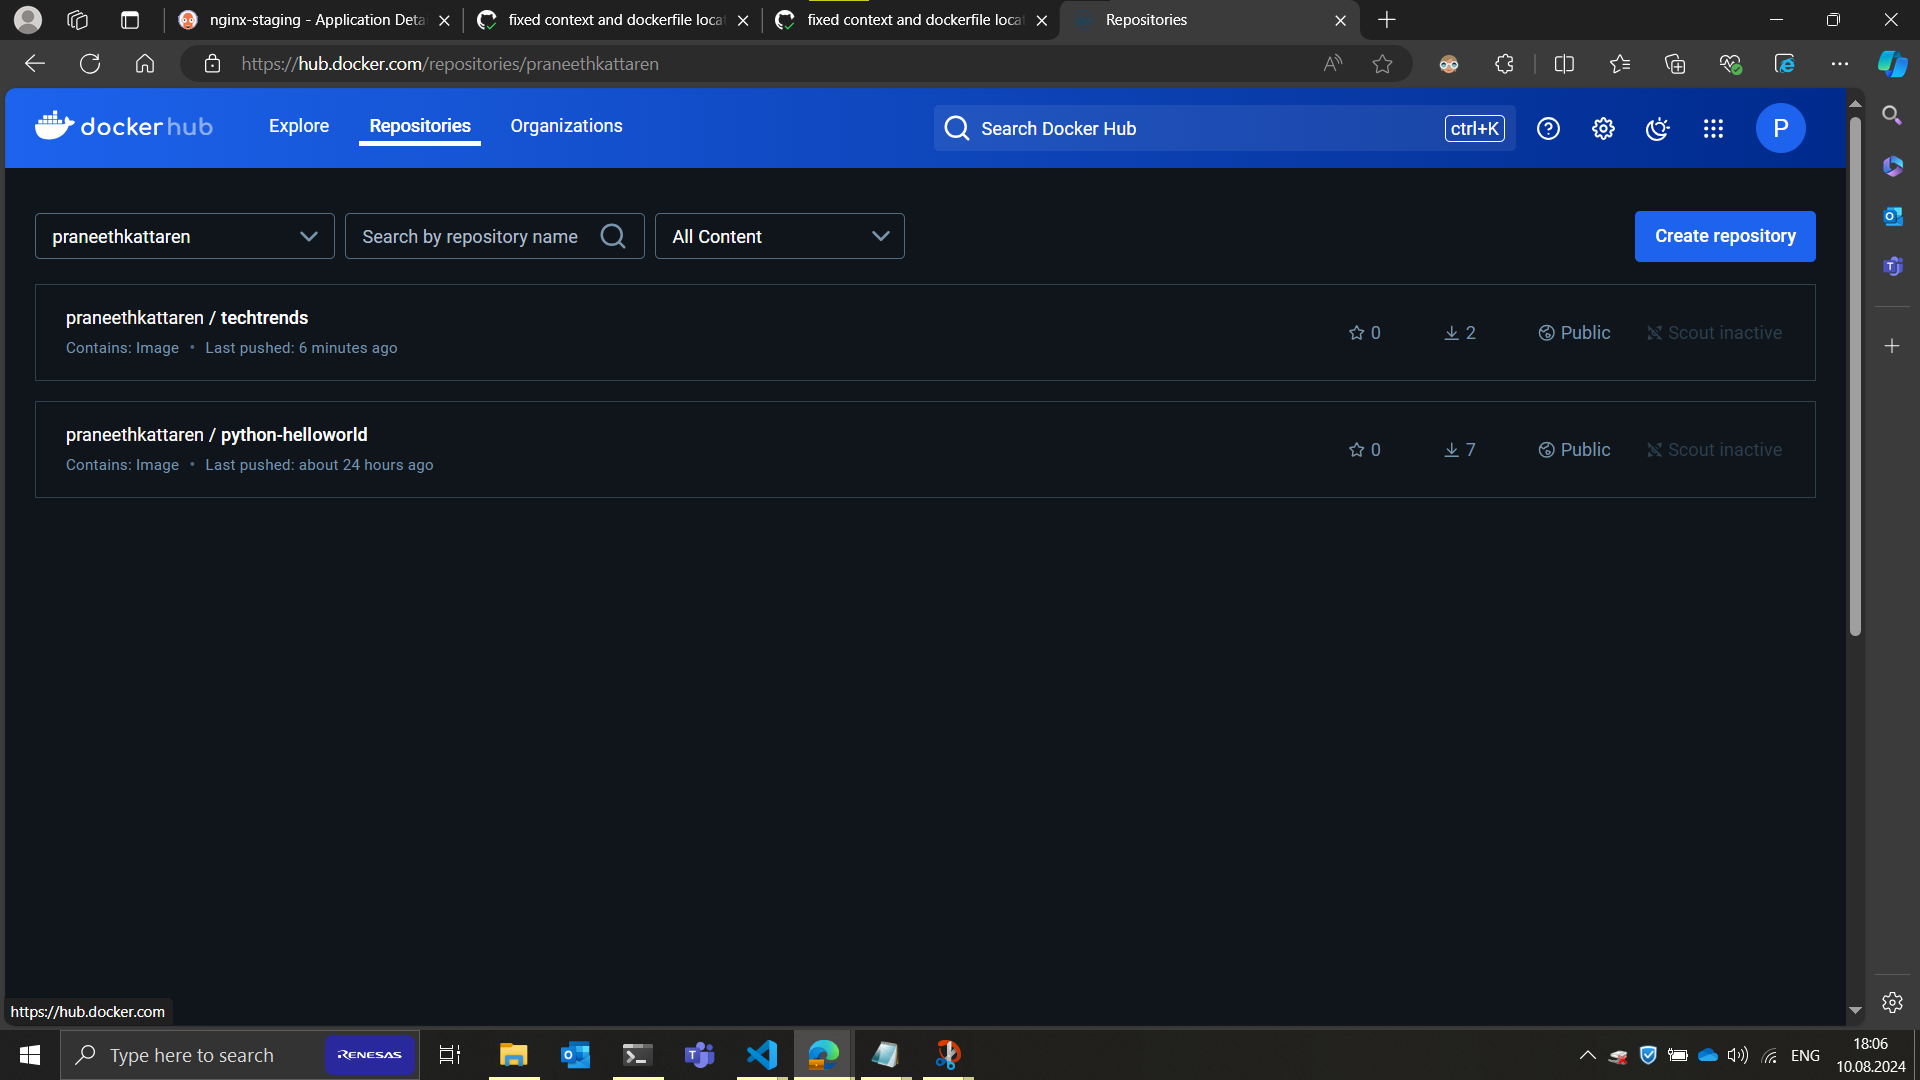 nginx-staging - Application Detai
fixed context and dockerfile locat
fixed context and dockerfile locat
Repositories
https://hub.docker.com/repositories/praneethkattaren
docker hub
Explore
Repositories
Organizations
Search Docker Hub
ctrl+K
P
praneethkattaren
Search by repository name
All Content
Create repository
praneethkattaren / techtrends
Contains: Image • Last pushed: 6 minutes ago
0
2
Public
Scout inactive
praneethkattaren / python-helloworld
Contains: Image • Last pushed: about 24 hours ago
0
7
Public
Scout inactive
https://hub.docker.com
Type here to search
RENESAS
ENG
18:06
10.08.2024